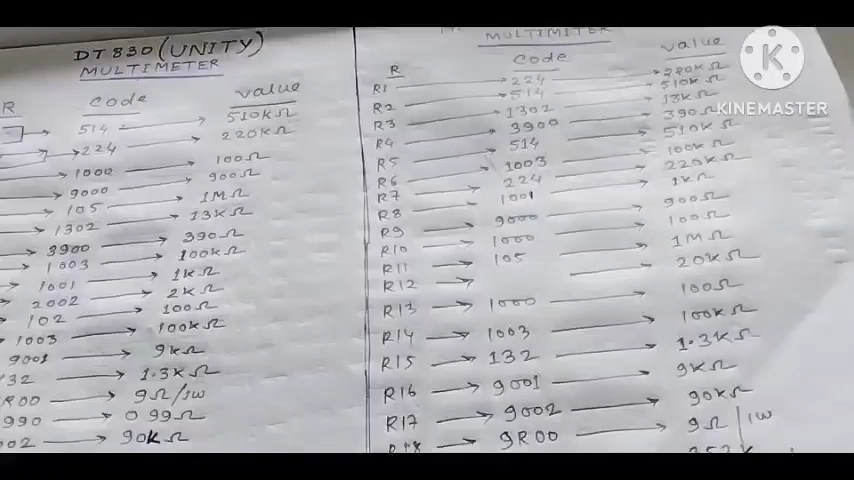 DT830 (UNITY)
MULTIMETER
R code value
514 510KΩ
224 220KΩ
1000 100Ω
9000 900Ω
105 1MΩ
1302 13KΩ
3900 390Ω
1003 100KΩ
1001 1KΩ
2002 2KΩ
102 100Ω
1003 100KΩ
9001 9KΩ
132 1.3KΩ
R00 9Ω/1W
990 0.99Ω
002 90KΩ
MULTIMITER
R code value
R1 224 220KΩ
R2 514 510KΩ
R3 1302 13KΩ
R4 3900 390Ω
R5 514 510KΩ
R6 1003 100KΩ
R7 224 220KΩ
R8 1001 1KΩ
R9 9000 900Ω
R10 1000 100Ω
R11 105 1MΩ
R12 20KΩ
R13 1000 100Ω
R14 1003 100KΩ
R15 132 1.3KΩ
R16 9001 9KΩ
R17 9002 90KΩ
R18 9R00 9Ω/1W
KINEMASTER